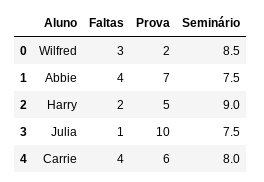 Aluno Faltas Prova Seminário
0 Wilfred 3 2 8.5
1 Abbie 4 7 7.5
2 Harry 2 5 9.0
3 Julia 1 10 7.5
4 Carrie 4 6 8.0